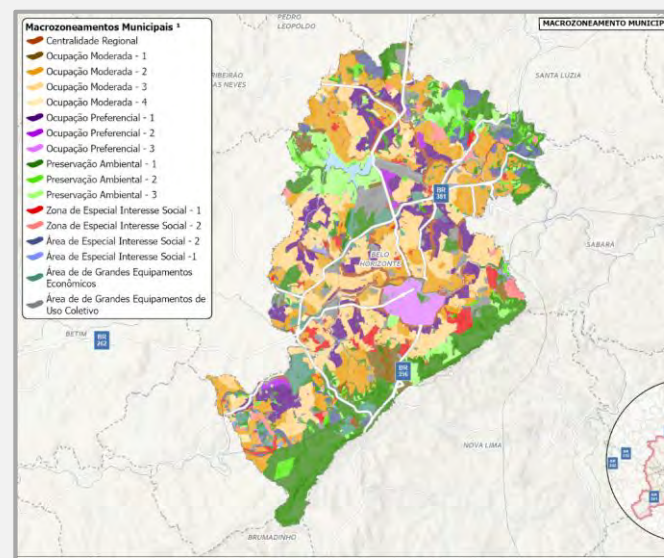 Macrozoneamentos Municipais ¹
Centralidade Regional
Ocupação Moderada - 1
Ocupação Moderada - 2
Ocupação Moderada - 3
Ocupação Moderada - 4
Ocupação Preferencial - 1
Ocupação Preferencial - 2
Ocupação Preferencial - 3
Preservação Ambiental - 1
Preservação Ambiental - 2
Preservação Ambiental - 3
Zona de Especial Interesse Social - 1
Zona de Especial Interesse Social - 2
Área de Especial Interesse Social - 2
Área de Especial Interesse Social -1
Área de de Grandes Equipamentos
Econômicos
Área de de Grandes Equipamentos de
Uso Coletivo
MACROZONEAMENTO MUNICIP
PEDRO
LEOPOLDO
RIBEIRÃO
DAS NEVES
SANTA LUZIA
BR
381
SABARÁ
BELO
HORIZONTE
BETIM
BR
262
BR
356
NOVA LIMA
BRUMADINHO